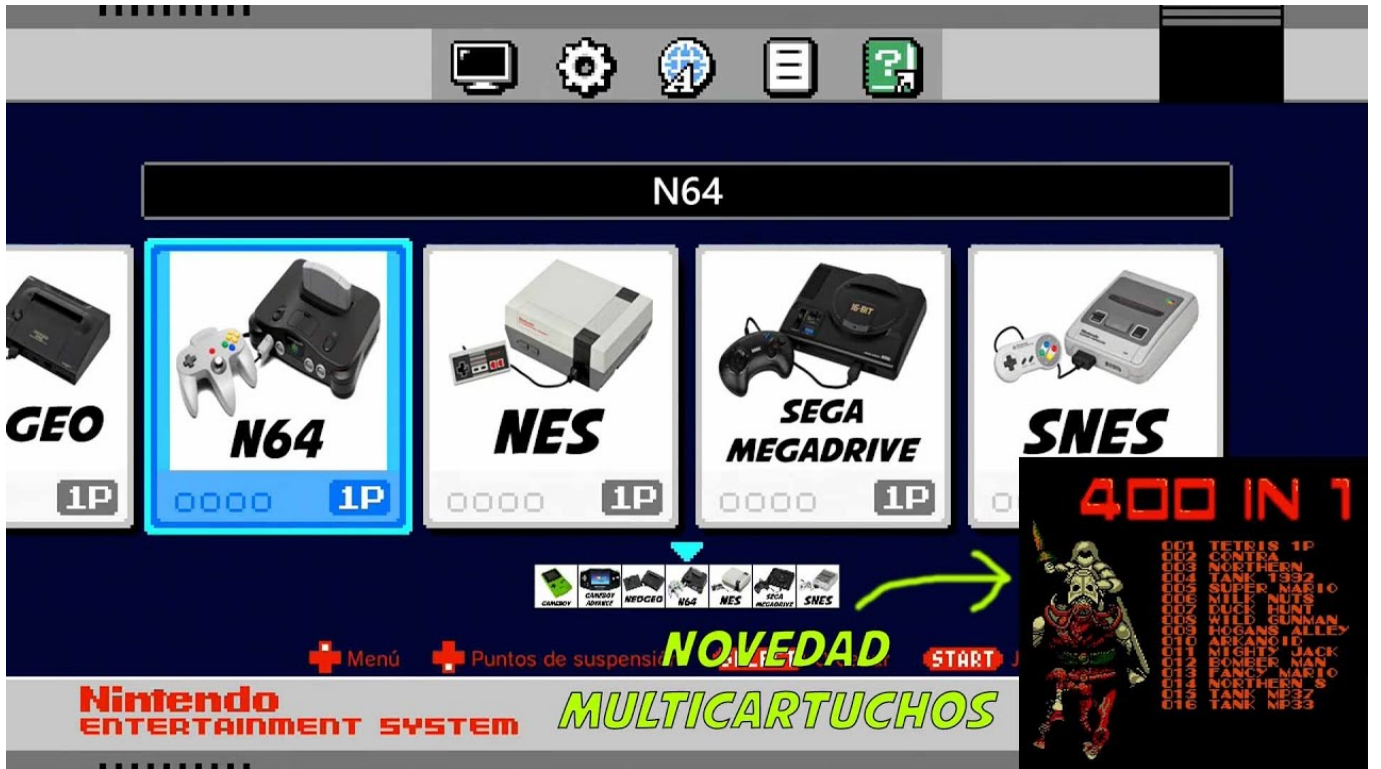 N64
GEO
N64
NES
SEGA
MEGADRIVE
SNES
1P
1P
1P
1P
16-BIT
400 IN 1
001 TETRIS 1P
002 CONTRA
003 NORTHERN
004 TANK 1992
005 SUPER MARIO
006 MILK NUTS
007 DUCK HUNT
008 WILD GUNMAN
009 HOGANS ALLEY
010 ARKANOID
011 MIGHTY JACK
012 BOMBER MAN
013 FANCY MARIO
014 NORTHERN S
015 TANK MP37
016 TANK MP33
GAMEBOY
GAMEBOY ADVANCE
NEOGEO
N64
NES
SEGA MEGADRIVE
SNES
Menú
Puntos de suspensión
START
NOVEDAD
MULTICARTUCHOS
Nintendo
ENTERTAINMENT SYSTEM